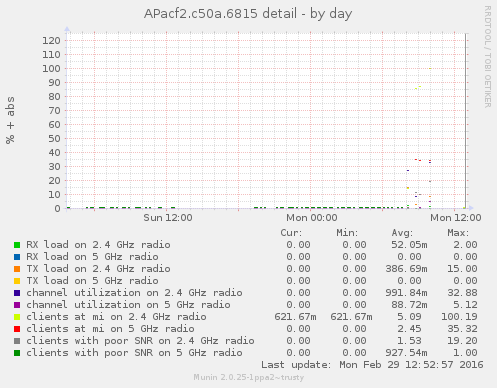 APacf2.c50a.6815 detail - by day
RRDTOOL / TOBI OETIKER
% + abs
120
110
100
90
80
70
60
50
40
30
20
10
0
Sun 12:00 Mon 00:00 Mon 12:00
Cur: Min: Avg: Max:
RX load on 2.4 GHz radio 0.00 0.00 52.05m 2.00
RX load on 5 GHz radio 0.00 0.00 0.00 0.00
TX load on 2.4 GHz radio 0.00 0.00 386.69m 15.00
TX load on 5 GHz radio 0.00 0.00 0.00 0.00
channel utilization on 2.4 GHz radio 0.00 0.00 991.84m 32.88
channel utilization on 5 GHz radio 0.00 0.00 88.72m 5.12
clients at mi on 2.4 GHz radio 621.67m 621.67m 5.09 100.19
clients at mi on 5 GHz radio 0.00 0.00 2.45 35.32
clients with poor SNR on 2.4 GHz radio 0.00 0.00 1.53 19.20
clients with poor SNR on 5 GHz radio 0.00 0.00 927.54m 1.00
Last update: Mon Feb 29 12:52:57 2016
Munin 2.0.25-1ppa2~trusty